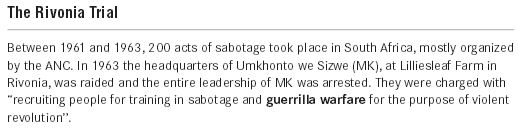 The Rivonia Trial
Between 1961 and 1963, 200 acts of sabotage took place in South Africa, mostly organized
by the ANC. In 1963 the headquarters of Umkhonto we Sizwe (MK), at Lilliesleaf Farm in
Rivonia, was raided and the entire leadership of MK was arrested. They were charged with
“recruiting people for training in sabotage and guerrilla warfare for the purpose of violent
revolution”.